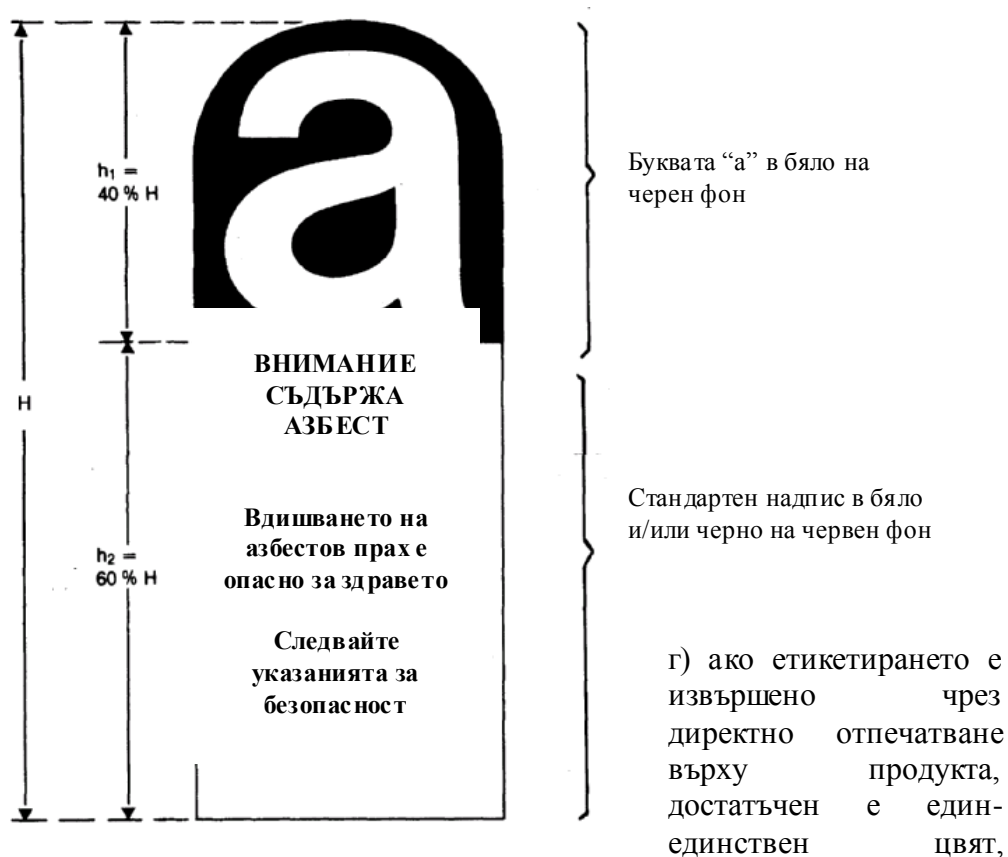 a
h₁ =
40 % H
Буквата “а” в бяло на
черен фон
ВНИМАНИЕ
СЪДЪРЖА
АЗБЕСТ
H
Вдишването на
азбестов прах е
опасно за здравето
Стандартен надпис в бяло
и/или черно на червен фон
h₂ =
60 % H
Следвайте
указанията за
безопасност
г) ако етикетирането е
извършено чрез
директно отпечатване
върху продукта,
достатъчен е един-
единствен цвят,